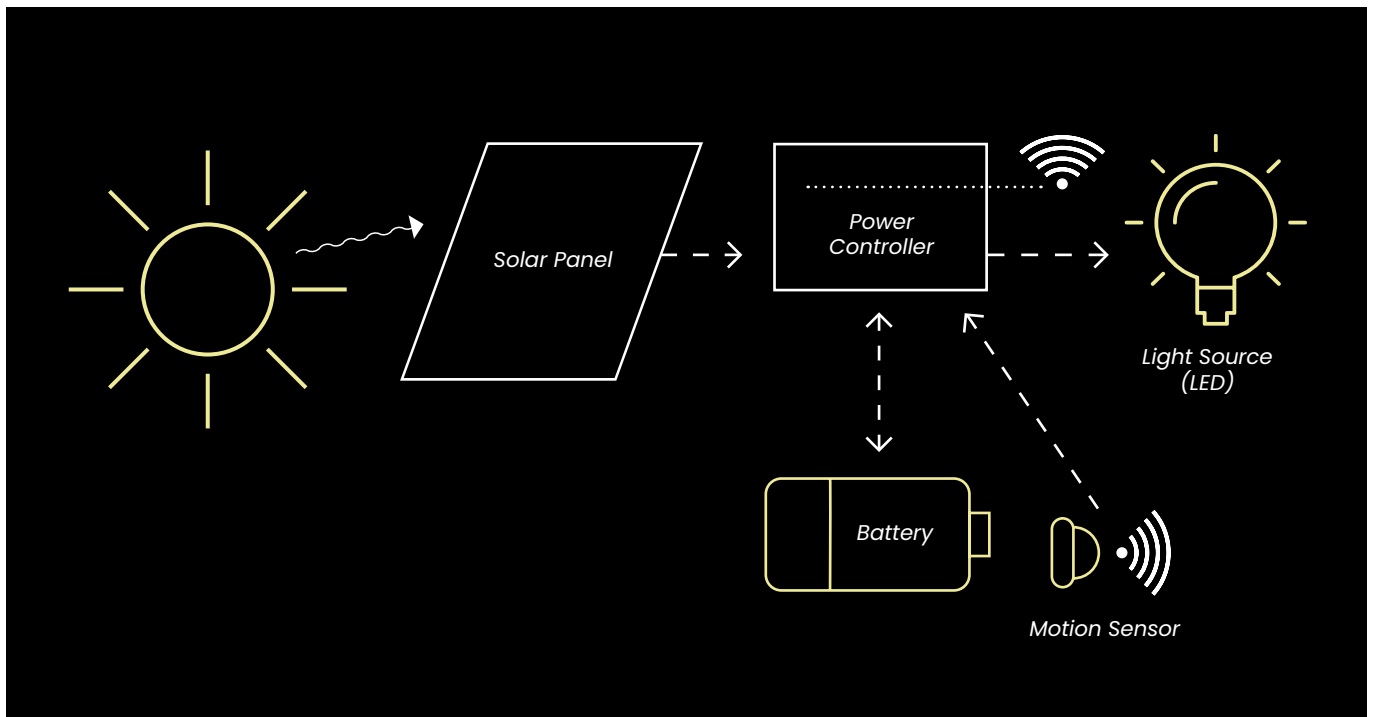 Solar Panel
Power
Controller
Light Source
(LED)
Battery
Motion Sensor